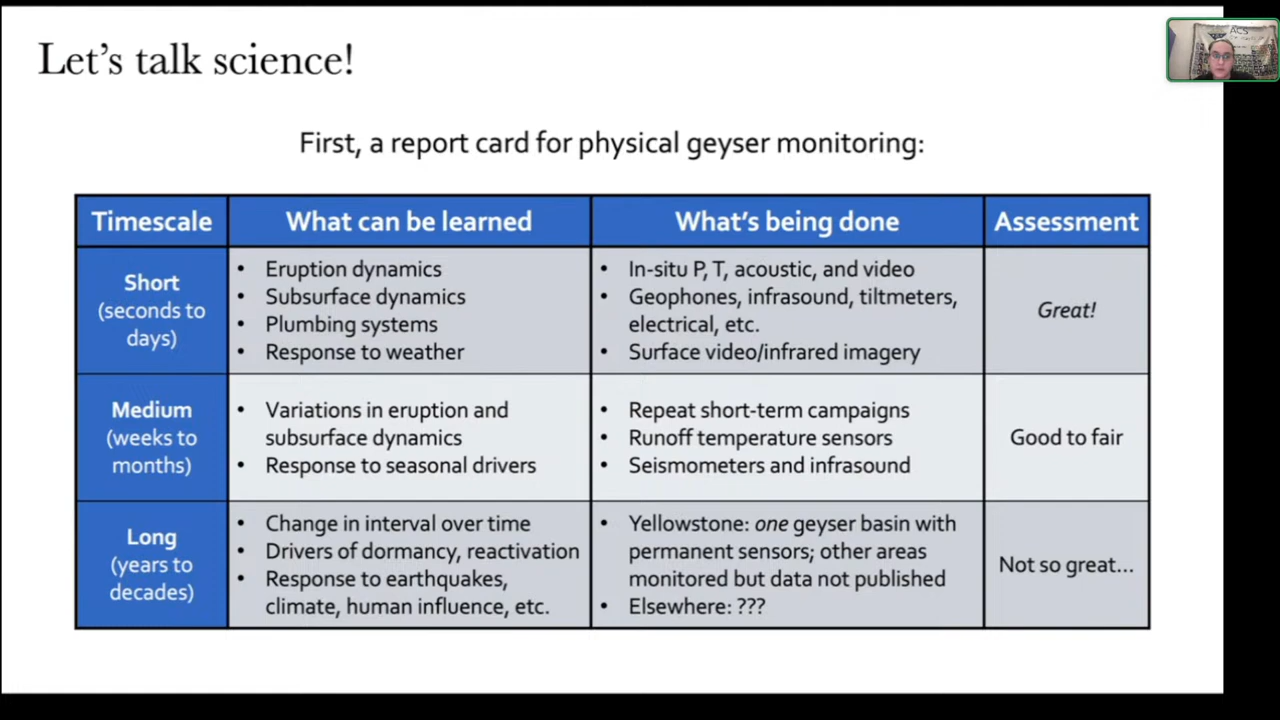 Let's talk science!
ACS
First, a report card for physical geyser monitoring:
Timescale
What can be learned
What's being done
Assessment
Short
(seconds to
days)
• Eruption dynamics
• Subsurface dynamics
• Plumbing systems
• Response to weather
• In-situ P, T, acoustic, and video
• Geophones, infrasound, tiltmeters,
electrical, etc.
• Surface video/infrared imagery
Great!
Medium
(weeks to
months)
• Variations in eruption and
subsurface dynamics
• Response to seasonal drivers
• Repeat short-term campaigns
• Runoff temperature sensors
• Seismometers and infrasound
Good to fair
Long
(years to
decades)
• Change in interval over time
• Drivers of dormancy, reactivation
• Response to earthquakes,
climate, human influence, etc.
• Yellowstone: one geyser basin with
permanent sensors; other areas
monitored but data not published
• Elsewhere: ???
Not so great...